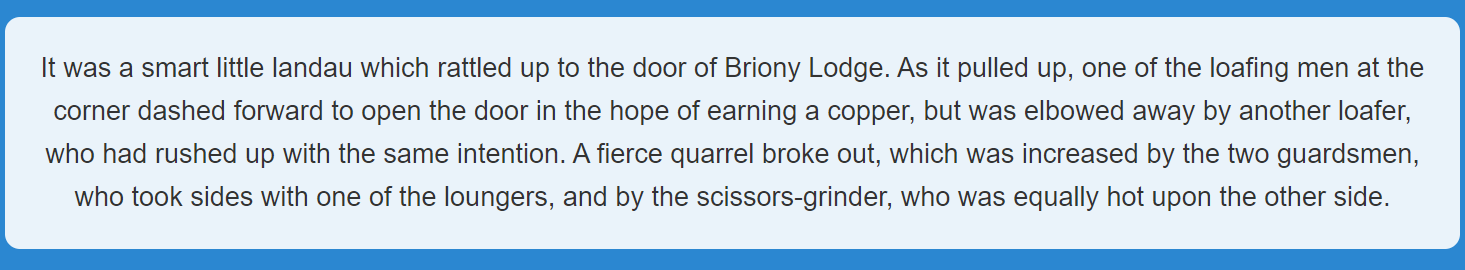 It was a smart little landau which rattled up to the door of Briony Lodge. As it pulled up, one of the loafing men at the
corner dashed forward to open the door in the hope of earning a copper, but was elbowed away by another loafer,
who had rushed up with the same intention. A fierce quarrel broke out, which was increased by the two guardsmen,
who took sides with one of the loungers, and by the scissors-grinder, who was equally hot upon the other side.